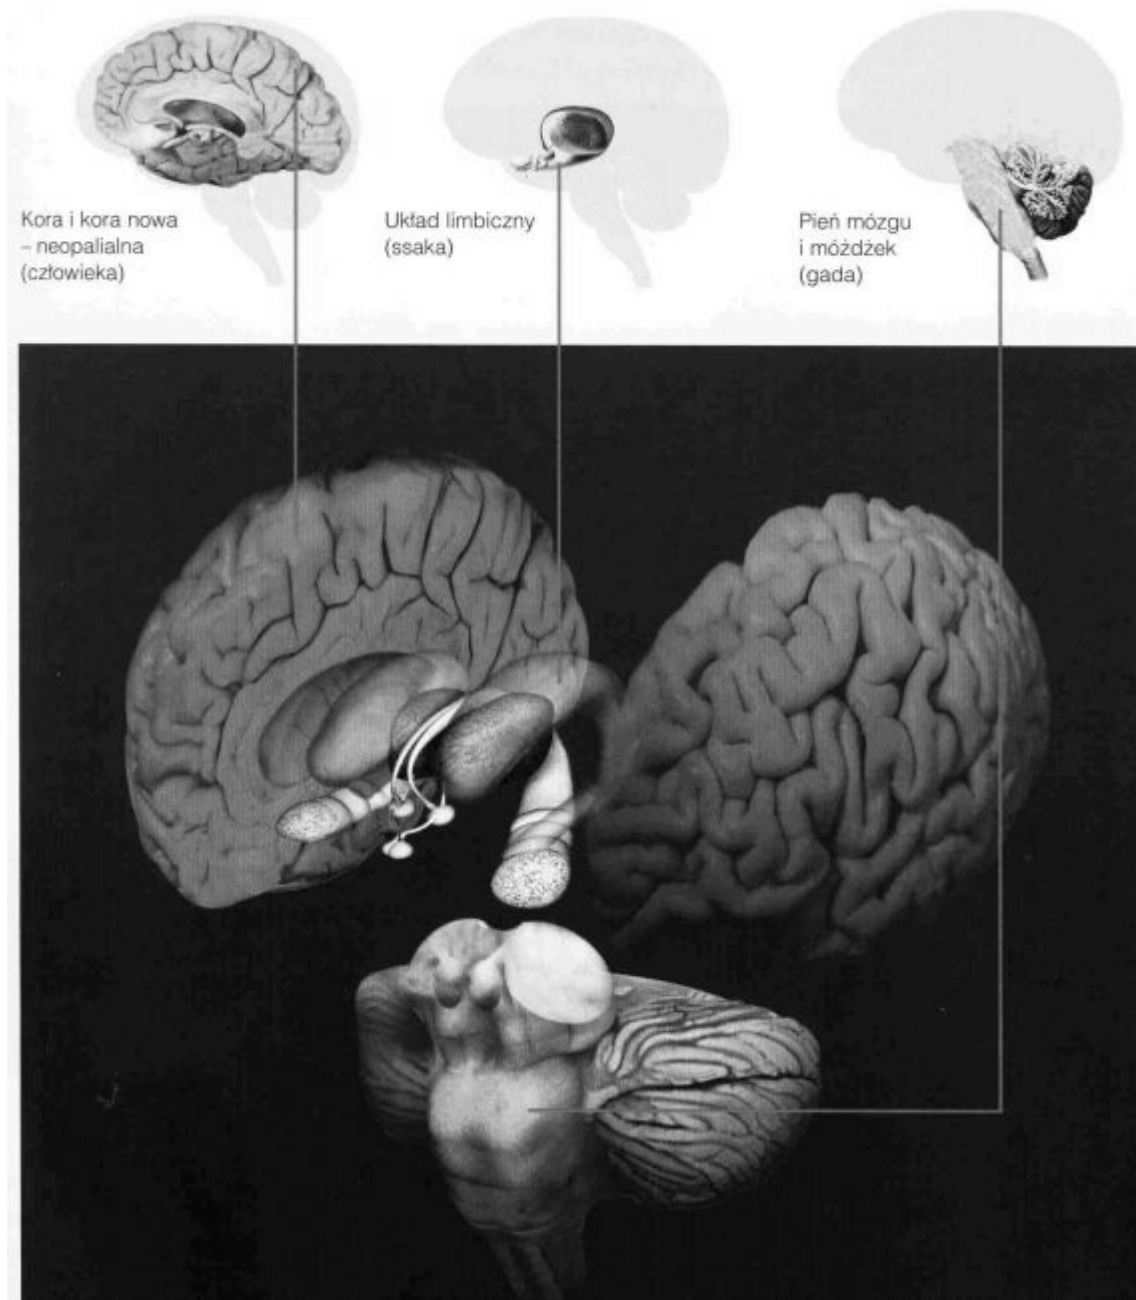 Kora i kora nowa
– neopalialna
(człowieka)
Układ limbiczny
(ssaka)
Pień mózgu
i móżdżek
(gada)